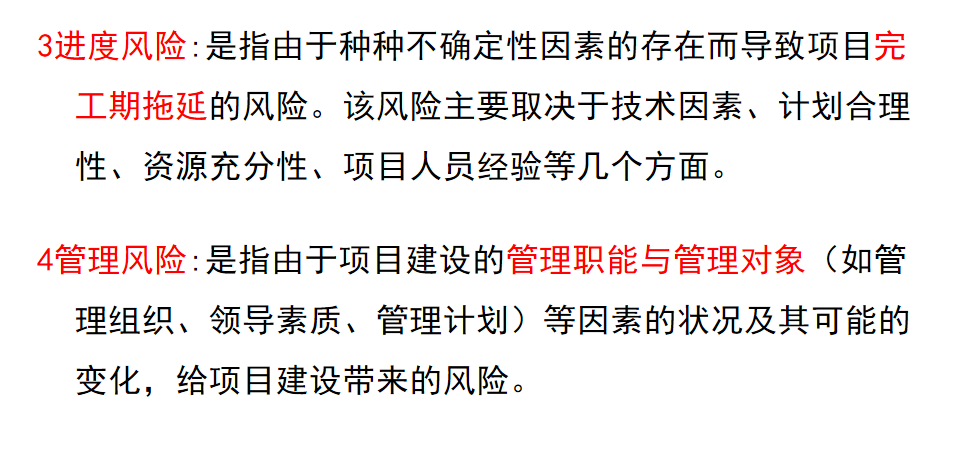 3进度风险:是指由于种种不确定性因素的存在而导致项目完
工期拖延的风险。该风险主要取决于技术因素、计划合理
性、资源充分性、项目人员经验等几个方面。
4管理风险:是指由于项目建设的管理职能与管理对象（如管
理组织、领导素质、管理计划）等因素的状况及其可能的
变化，给项目建设带来的风险。